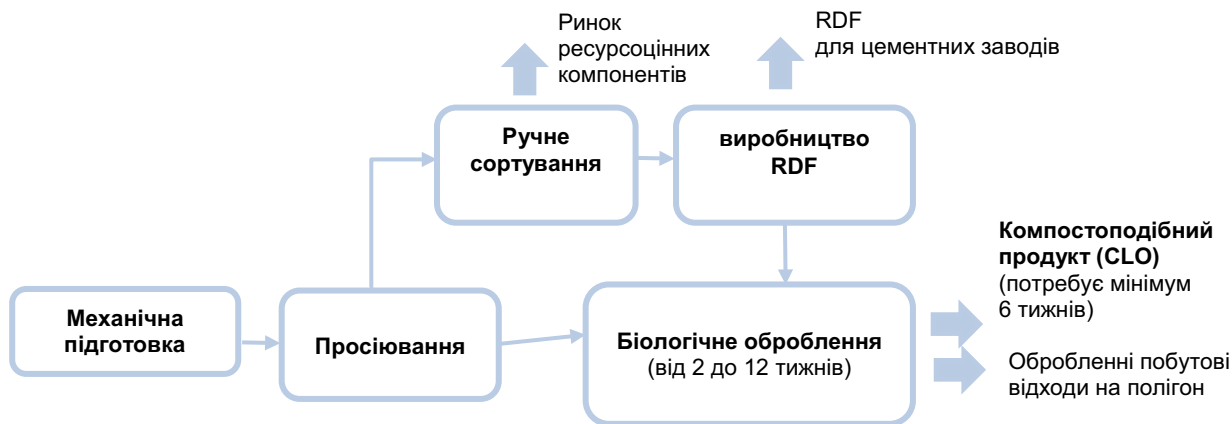 Ринок
ресурсоцінних
компонентів
RDF
для цементних заводів
Ручне
сортування
виробництво
RDF
Компостоподібний
продукт (CLO)
(потребує мінімум
6 тижнів)
Механічна
підготовка
Просіювання
Біологічне оброблення
(від 2 до 12 тижнів)
Обробленні побутові
відходи на полігон